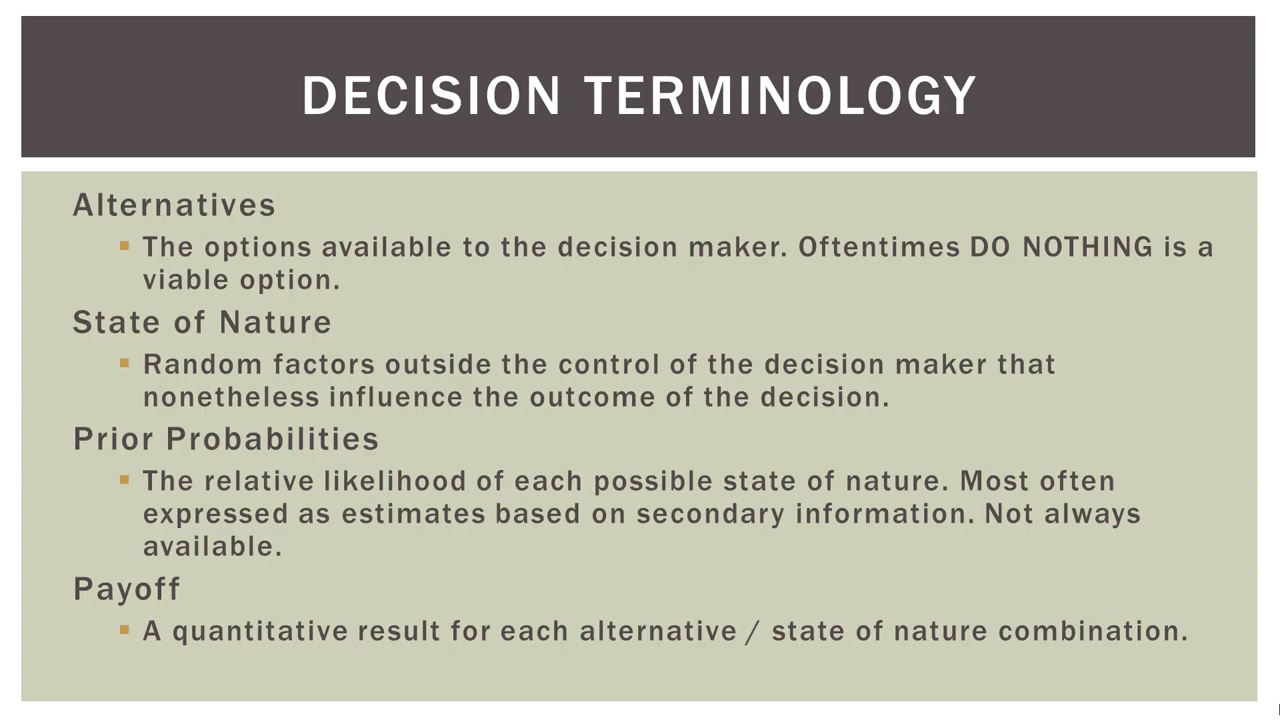 DECISION TERMINOLOGY
Alternatives
The options available to the decision maker. Oftentimes DO NOTHING is a
viable option.
State of Nature
Random factors outside the control of the decision maker that
nonetheless influence the outcome of the decision.
Prior Probabilities
The relative likelihood of each possible state of nature. Most often
expressed as estimates based on secondary information. Not always
available.
Payoff
A quantitative result for each alternative / state of nature combination.